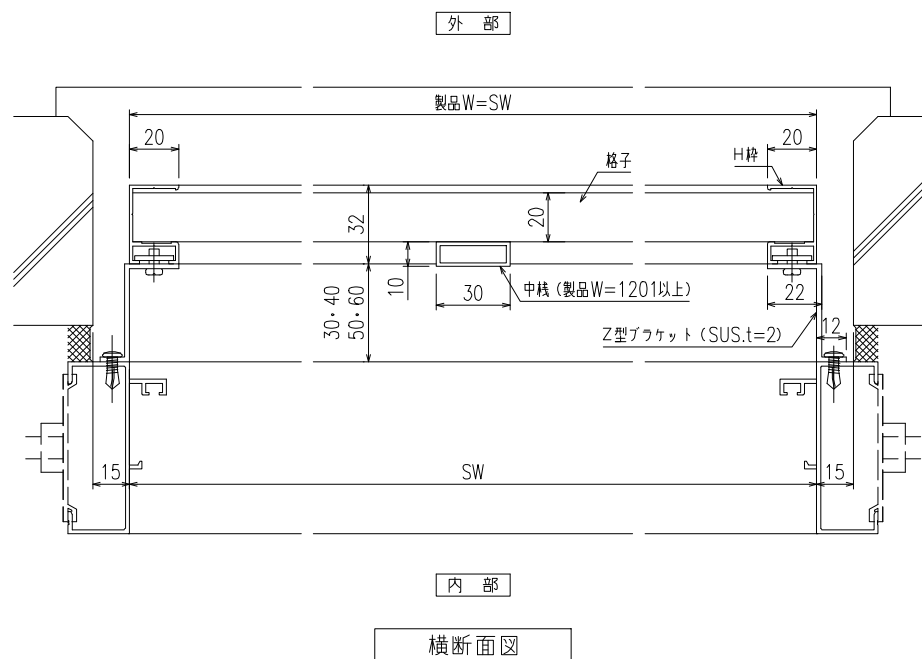 外 部
製品W=SW
20
20
格子
H枠
32
20
10
30
中桟（製品W=1201以上）
22
30・40
50・60
Z型ブラケット（SUS.t=2）
12
15
SW
15
内 部
横断面図